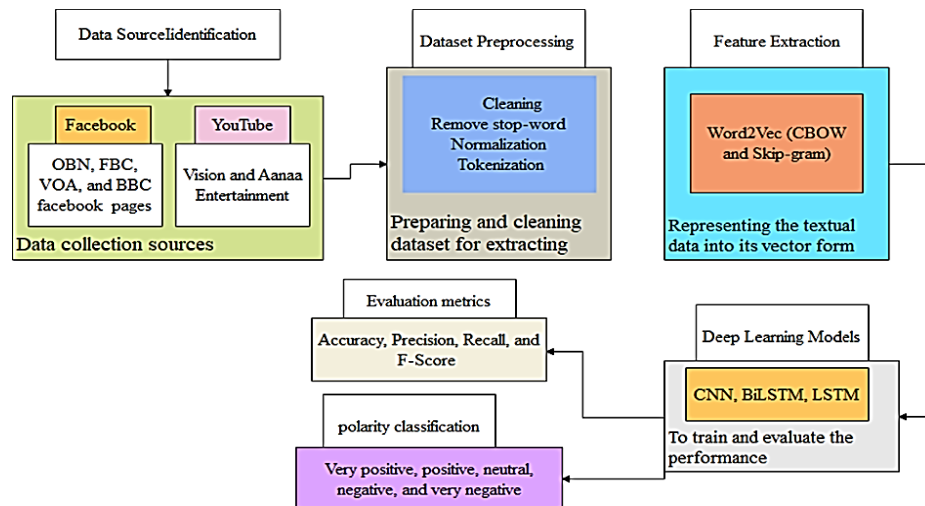 Data SourceIidentification
Facebook
OBN, FBC,
VOA, and BBC
facebook pages
YouTube
Vision and Aanaa
Entertainment
Data collection sources
Dataset Preprocessing
Cleaning
Remove stop-word
Normalization
Tokenization
Preparing and cleaning
dataset for extracting
Feature Extraction
Word2Vec (CBOW
and Skip-gram)
Representing the textual
data into its vector form
Evaluation metrics
Accuracy, Precision, Recall, and
F-Score
Deep Learning Models
CNN, BiLSTM, LSTM
To train and evaluate the
performance
polarity classification
Very positive, positive, neutral,
negative, and very negative